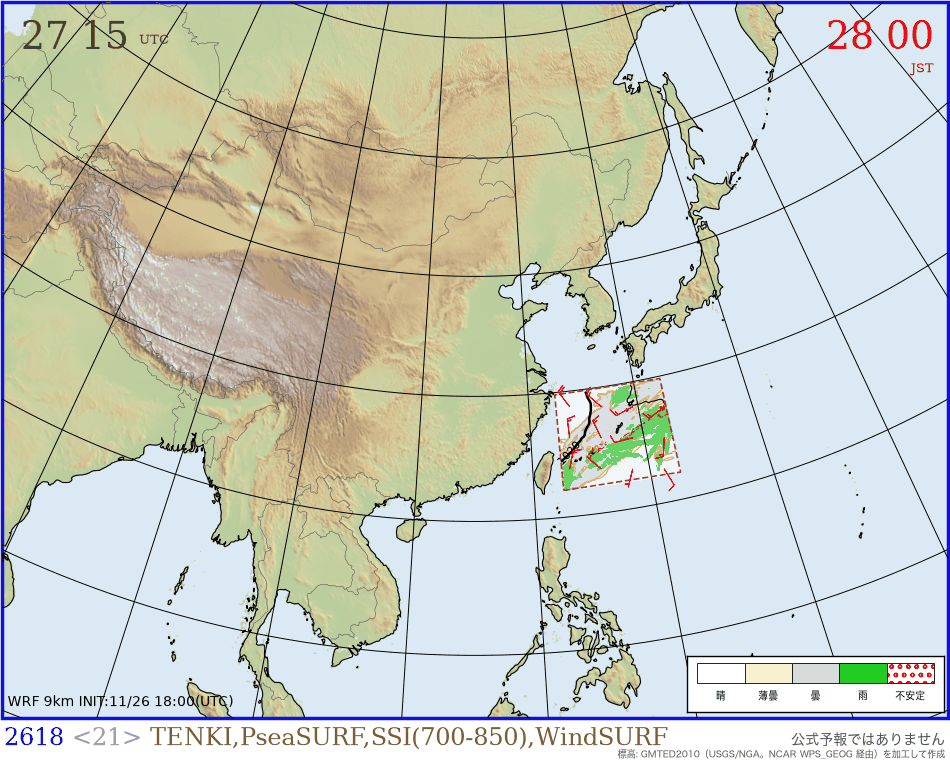 27 15 UTC
28 00
JST
1020
晴 薄曇 曇 雨 不安定
WRF 9km INIT:11/26 18:00(UTC)
2618 <21> TENKI,PseaSURF,SSI(700-850),WindSURF
公式予報ではありません
標高: GMTED2010（USGS/NGA。NCAR WPS_GEOG 経由）を加工して作成